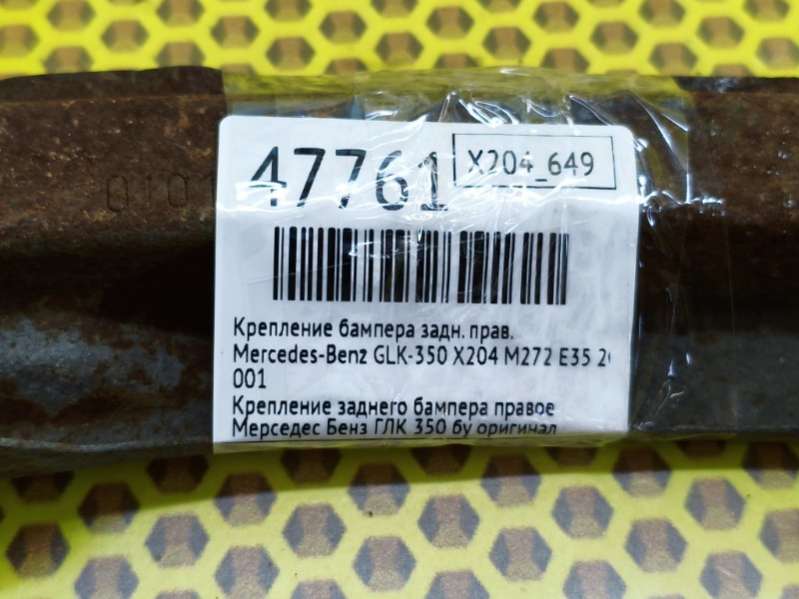 47761
X204_649
Крепление бампера задн. прав.
Mercedes-Benz GLK-350 X204 M272 E35
001
Крепление заднего бампера правое
Мерседес Бенз ГЛК 350 бу оригинал